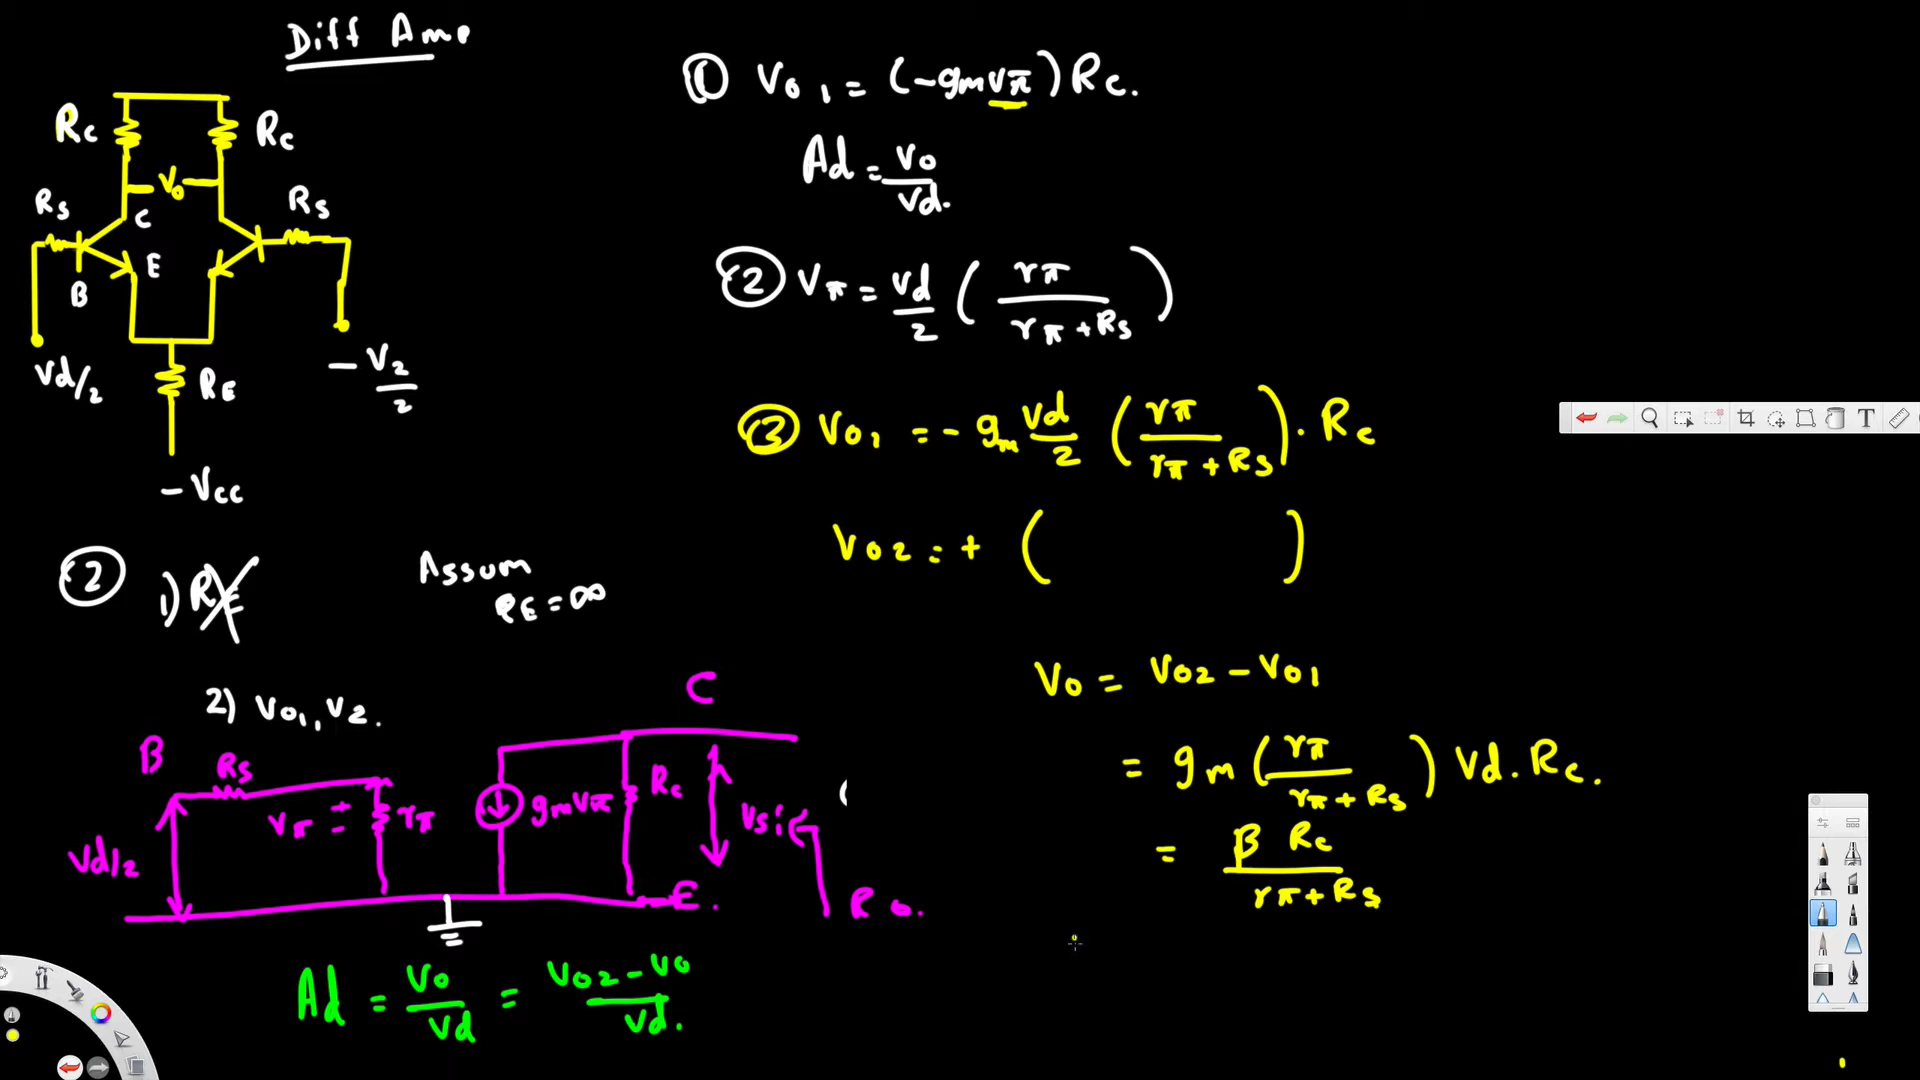 Diff Amp
Rc Rc
Vo
Rs Rs
C
E
B
Vd/2
RE
- V2/2
-Vcc
② 1) RE
Assum
RE = ∞
2) Vo1, V2.
C
B
Rs
Vπ + -
rπ
gmVπ
Rc
Vd/2
E.
Ro.
Ad = Vo/Vd = Vo2 - Vo/Vd.
① Vo1 = (-gmVπ) Rc.
Ad = Vo/Vd.
② Vπ = Vd/2 (rπ/rπ + Rs)
③ Vo1 = - gm Vd/2 (rπ/rπ + Rs) . Rc
Vo2 = + ( )
Vo = Vo2 - Vo1
= gm (rπ/rπ + Rs) Vd . Rc.
= β Rc/rπ + Rs